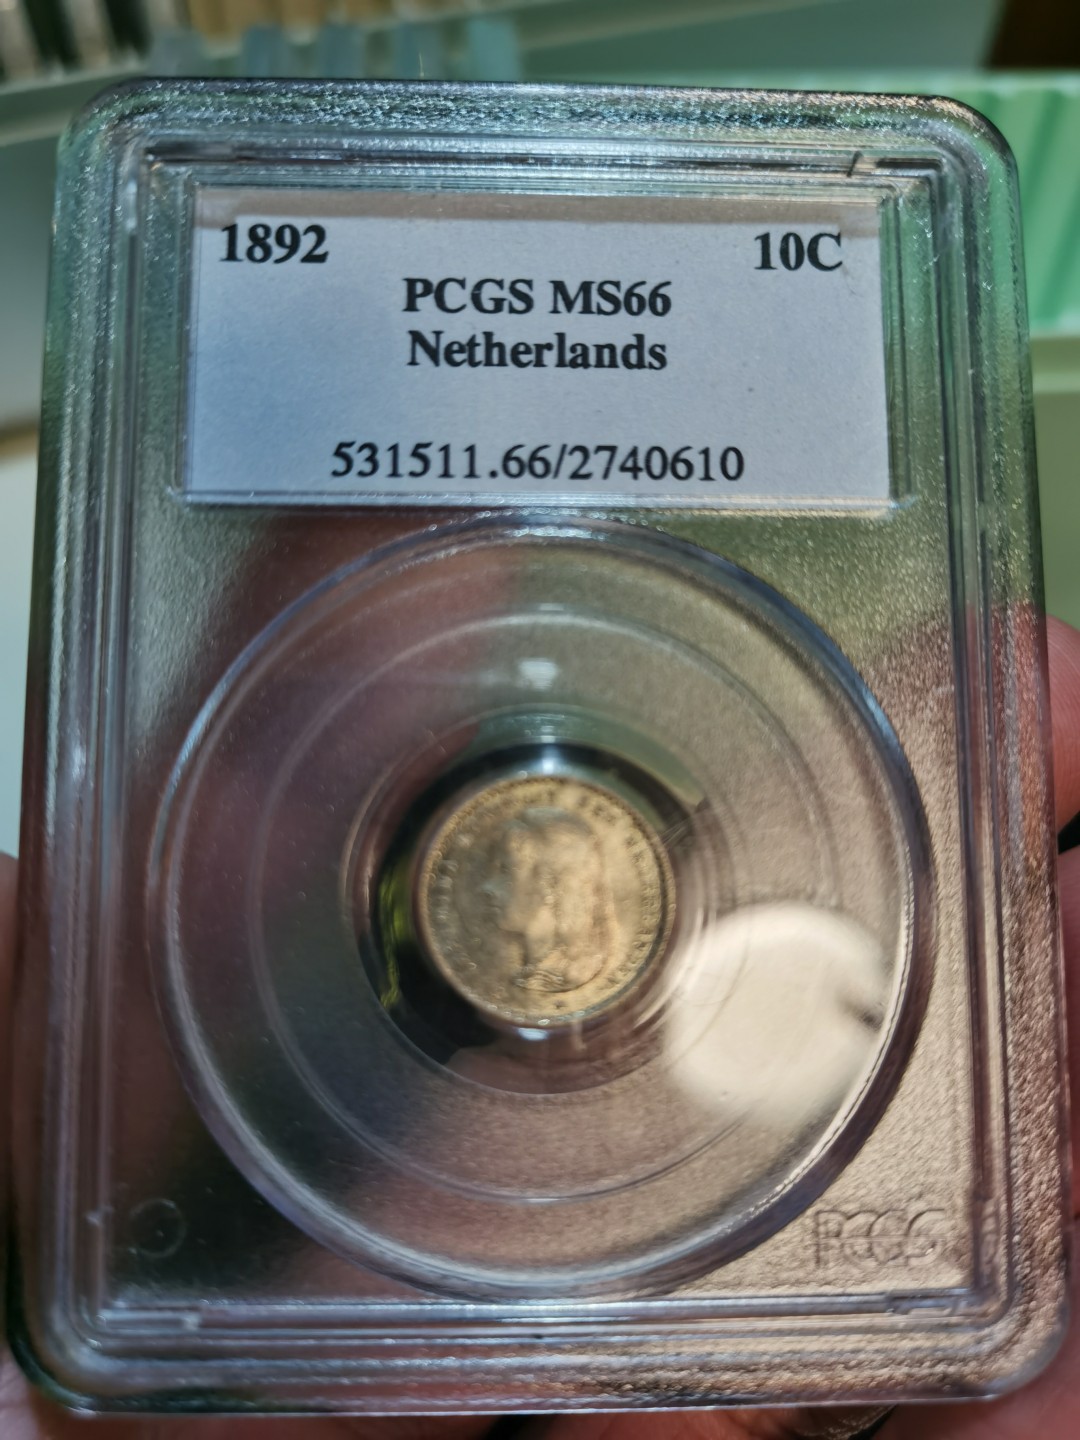 1892 10C
PCGS MS66
Netherlands
531511.66/2740610
PCGS